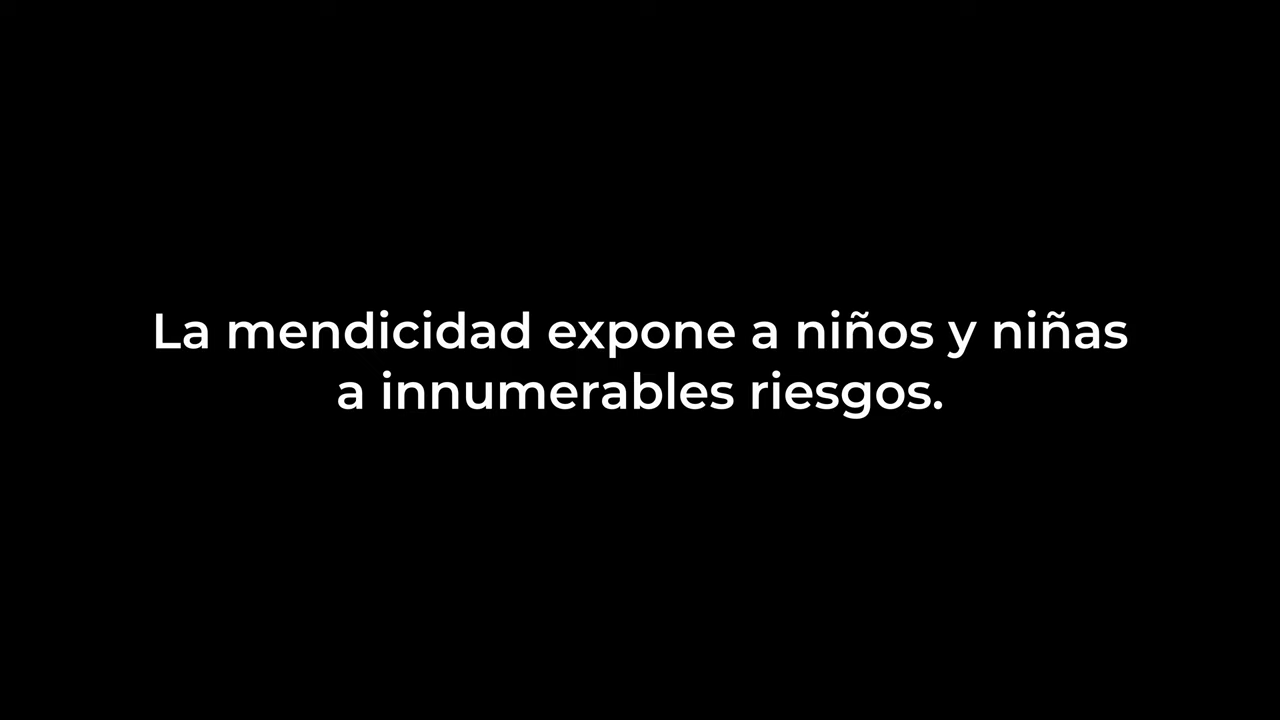 La mendicidad expone a niños y niñas
a innumerables riesgos.